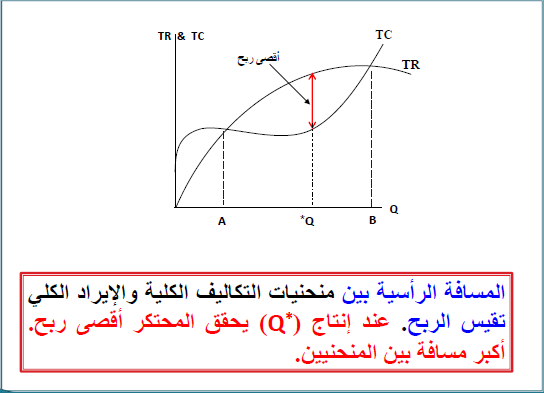 TR & TC
TC
TR
أقصى ربح
Q
A
*Q
B
المسافة الرأسية بين منحنيات التكاليف الكلية والإيراد الكلي
تقيس الربح. عند إنتاج (Q*) يحقق المحتكر أقصى ربح.
أكبر مسافة بين المنحنيين.